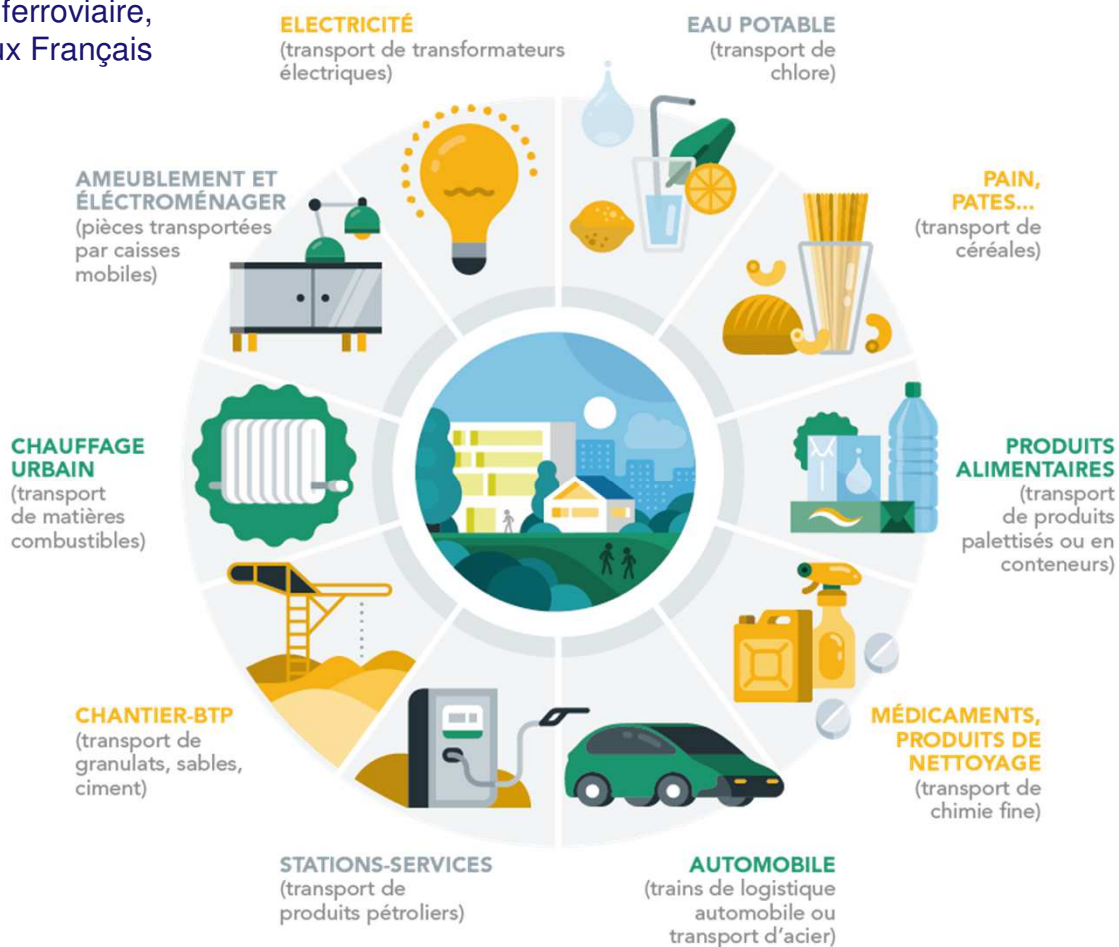 ferroviaire,
ux Français
ELECTRICITÉ
(transport de transformateurs
électriques)
EAU POTABLE
(transport de
chlore)
PAIN,
PATES...
(transport de
céréales)
PRODUITS
ALIMENTAIRES
(transport
de produits
palettisés ou en
conteneurs)
MÉDICAMENTS,
PRODUITS DE
NETTOYAGE
(transport de
chimie fine)
AUTOMOBILE
(trains de logistique
automobile ou
transport d'acier)
STATIONS-SERVICES
(transport de
produits pétroliers)
CHANTIER-BTP
(transport de
granulats, sables,
ciment)
CHAUFFAGE
URBAIN
(transport
de matières
combustibles)
AMEUBLEMENT ET
ÉLÉCTROMÉNAGER
(pièces transportées
par caisses
mobiles)